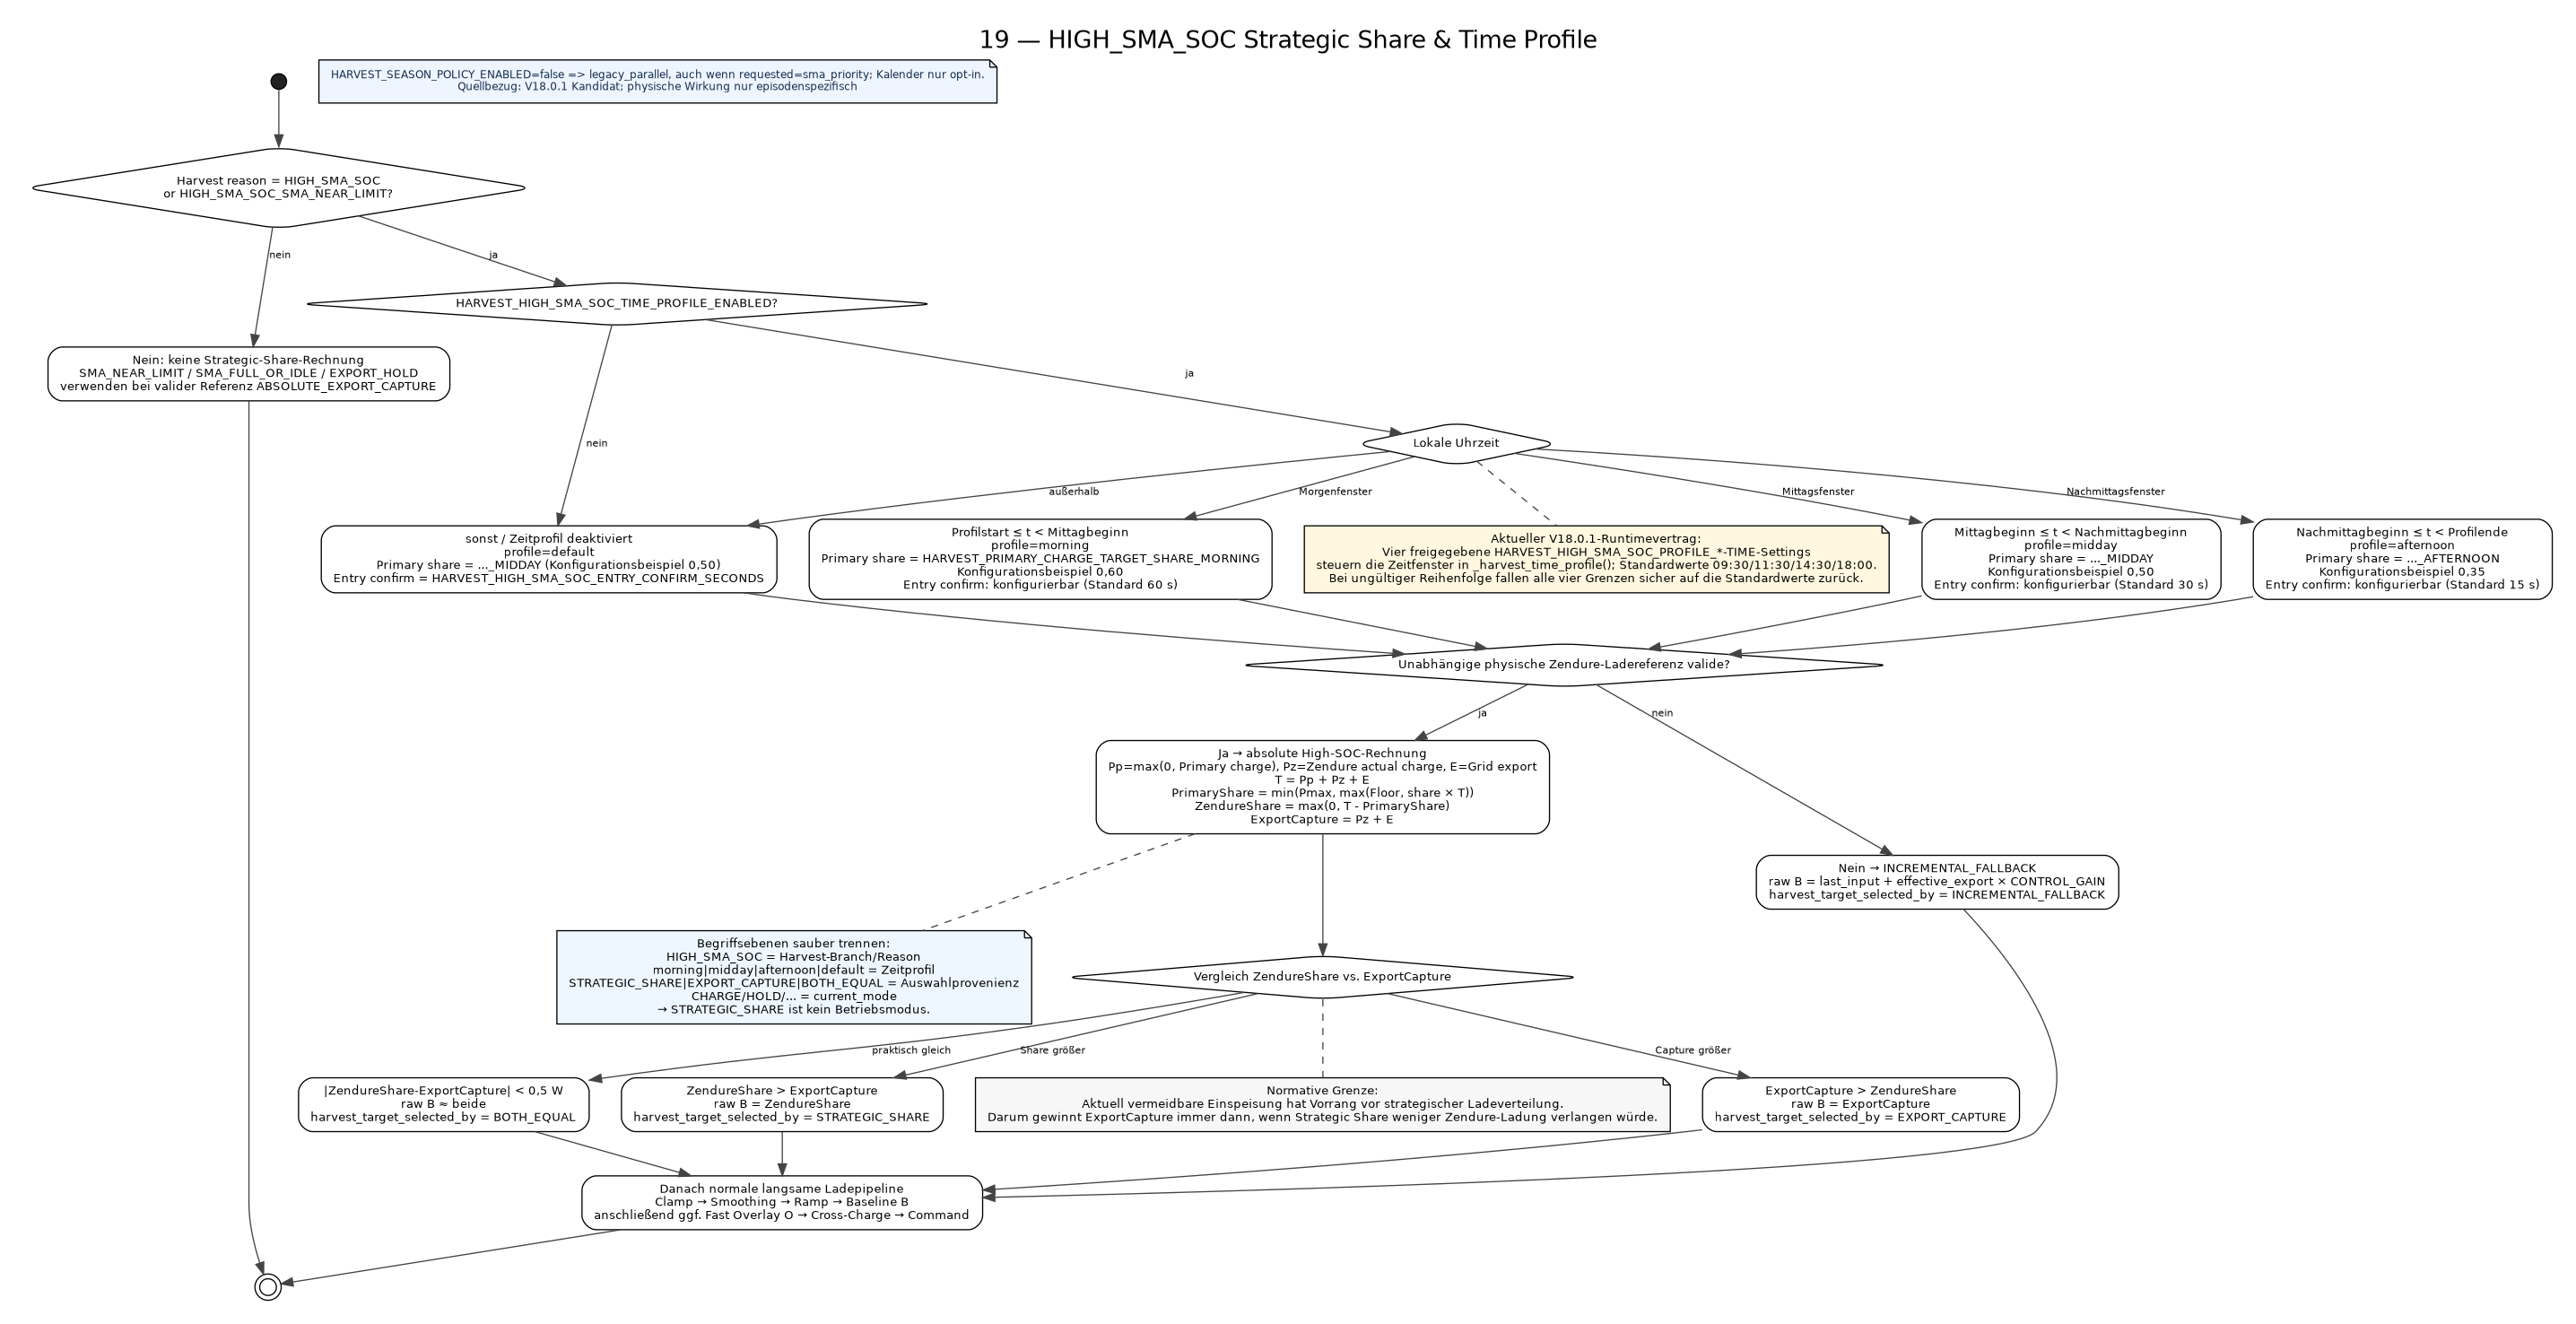 19 — HIGH_SMA_SOC Strategic Share & Time Profile
HARVEST_SEASON_POLICY_ENABLED=false => legacy_parallel, auch wenn requested=sma_priority; Kalender nur opt-in.
Quellbezug: V18.0.1 Kandidat; physische Wirkung nur episodenspezifisch
Harvest reason = HIGH_SMA_SOC
or HIGH_SMA_SOC_SMA_NEAR_LIMIT?
nein
ja
HARVEST_HIGH_SMA_SOC_TIME_PROFILE_ENABLED?
Nein: keine Strategic-Share-Rechnung
SMA_NEAR_LIMIT / SMA_FULL_OR_IDLE / EXPORT_HOLD
verwenden bei valider Referenz ABSOLUTE_EXPORT_CAPTURE
ja
nein
Lokale Uhrzeit
außerhalb
Morgenfenster
Mittagsfenster
Nachmittagsfenster
sonst / Zeitprofil deaktiviert
profile=default
Primary share = ..._MIDDAY (Konfigurationsbeispiel 0,50)
Entry confirm = HARVEST_HIGH_SMA_SOC_ENTRY_CONFIRM_SECONDS
Profilstart ≤ t < Mittagbeginn
profile=morning
Primary share = HARVEST_PRIMARY_CHARGE_TARGET_SHARE_MORNING
Konfigurationsbeispiel 0,60
Entry confirm: konfigurierbar (Standard 60 s)
Aktueller V18.0.1-Runtimevertrag:
Vier freigegebene HARVEST_HIGH_SMA_SOC_PROFILE_*-TIME-Settings
steuern die Zeitfenster in _harvest_time_profile(); Standardwerte 09:30/11:30/14:30/18:00.
Bei ungültiger Reihenfolge fallen alle vier Grenzen sicher auf die Standardwerte zurück.
Mittagbeginn ≤ t < Nachmittagbeginn
profile=midday
Primary share = ..._MIDDAY
Konfigurationsbeispiel 0,50
Entry confirm: konfigurierbar (Standard 30 s)
Nachmittagbeginn ≤ t < Profilende
profile=afternoon
Primary share = ..._AFTERNOON
Konfigurationsbeispiel 0,35
Entry confirm: konfigurierbar (Standard 15 s)
Unabhängige physische Zendure-Ladereferenz valide?
ja
nein
Ja → absolute High-SOC-Rechnung
Pp=max(0, Primary charge), Pz=Zendure actual charge, E=Grid export
T = Pp + Pz + E
PrimaryShare = min(Pmax, max(Floor, share × T))
ZendureShare = max(0, T - PrimaryShare)
ExportCapture = Pz + E
Nein → INCREMENTAL_FALLBACK
raw B = last_input + effective_export × CONTROL_GAIN
harvest_target_selected_by = INCREMENTAL_FALLBACK
Begriffsebenen sauber trennen:
HIGH_SMA_SOC = Harvest-Branch/Reason
morning|midday|afternoon|default = Zeitprofil
STRATEGIC_SHARE|EXPORT_CAPTURE|BOTH_EQUAL = Auswahlprovenienz
CHARGE/HOLD/... = current_mode
→ STRATEGIC_SHARE ist kein Betriebsmodus.
Vergleich ZendureShare vs. ExportCapture
praktisch gleich
Share größer
Capture größer
|ZendureShare-ExportCapture| < 0,5 W
raw B ≈ beide
harvest_target_selected_by = BOTH_EQUAL
ZendureShare > ExportCapture
raw B = ZendureShare
harvest_target_selected_by = STRATEGIC_SHARE
Normative Grenze:
Aktuell vermeidbare Einspeisung hat Vorrang vor strategischer Ladeverteilung.
Darum gewinnt ExportCapture immer dann, wenn Strategic Share weniger Zendure-Ladung verlangen würde.
ExportCapture > ZendureShare
raw B = ExportCapture
harvest_target_selected_by = EXPORT_CAPTURE
Danach normale langsame Ladepipeline
Clamp → Smoothing → Ramp → Baseline B
anschließend ggf. Fast Overlay O → Cross-Charge → Command